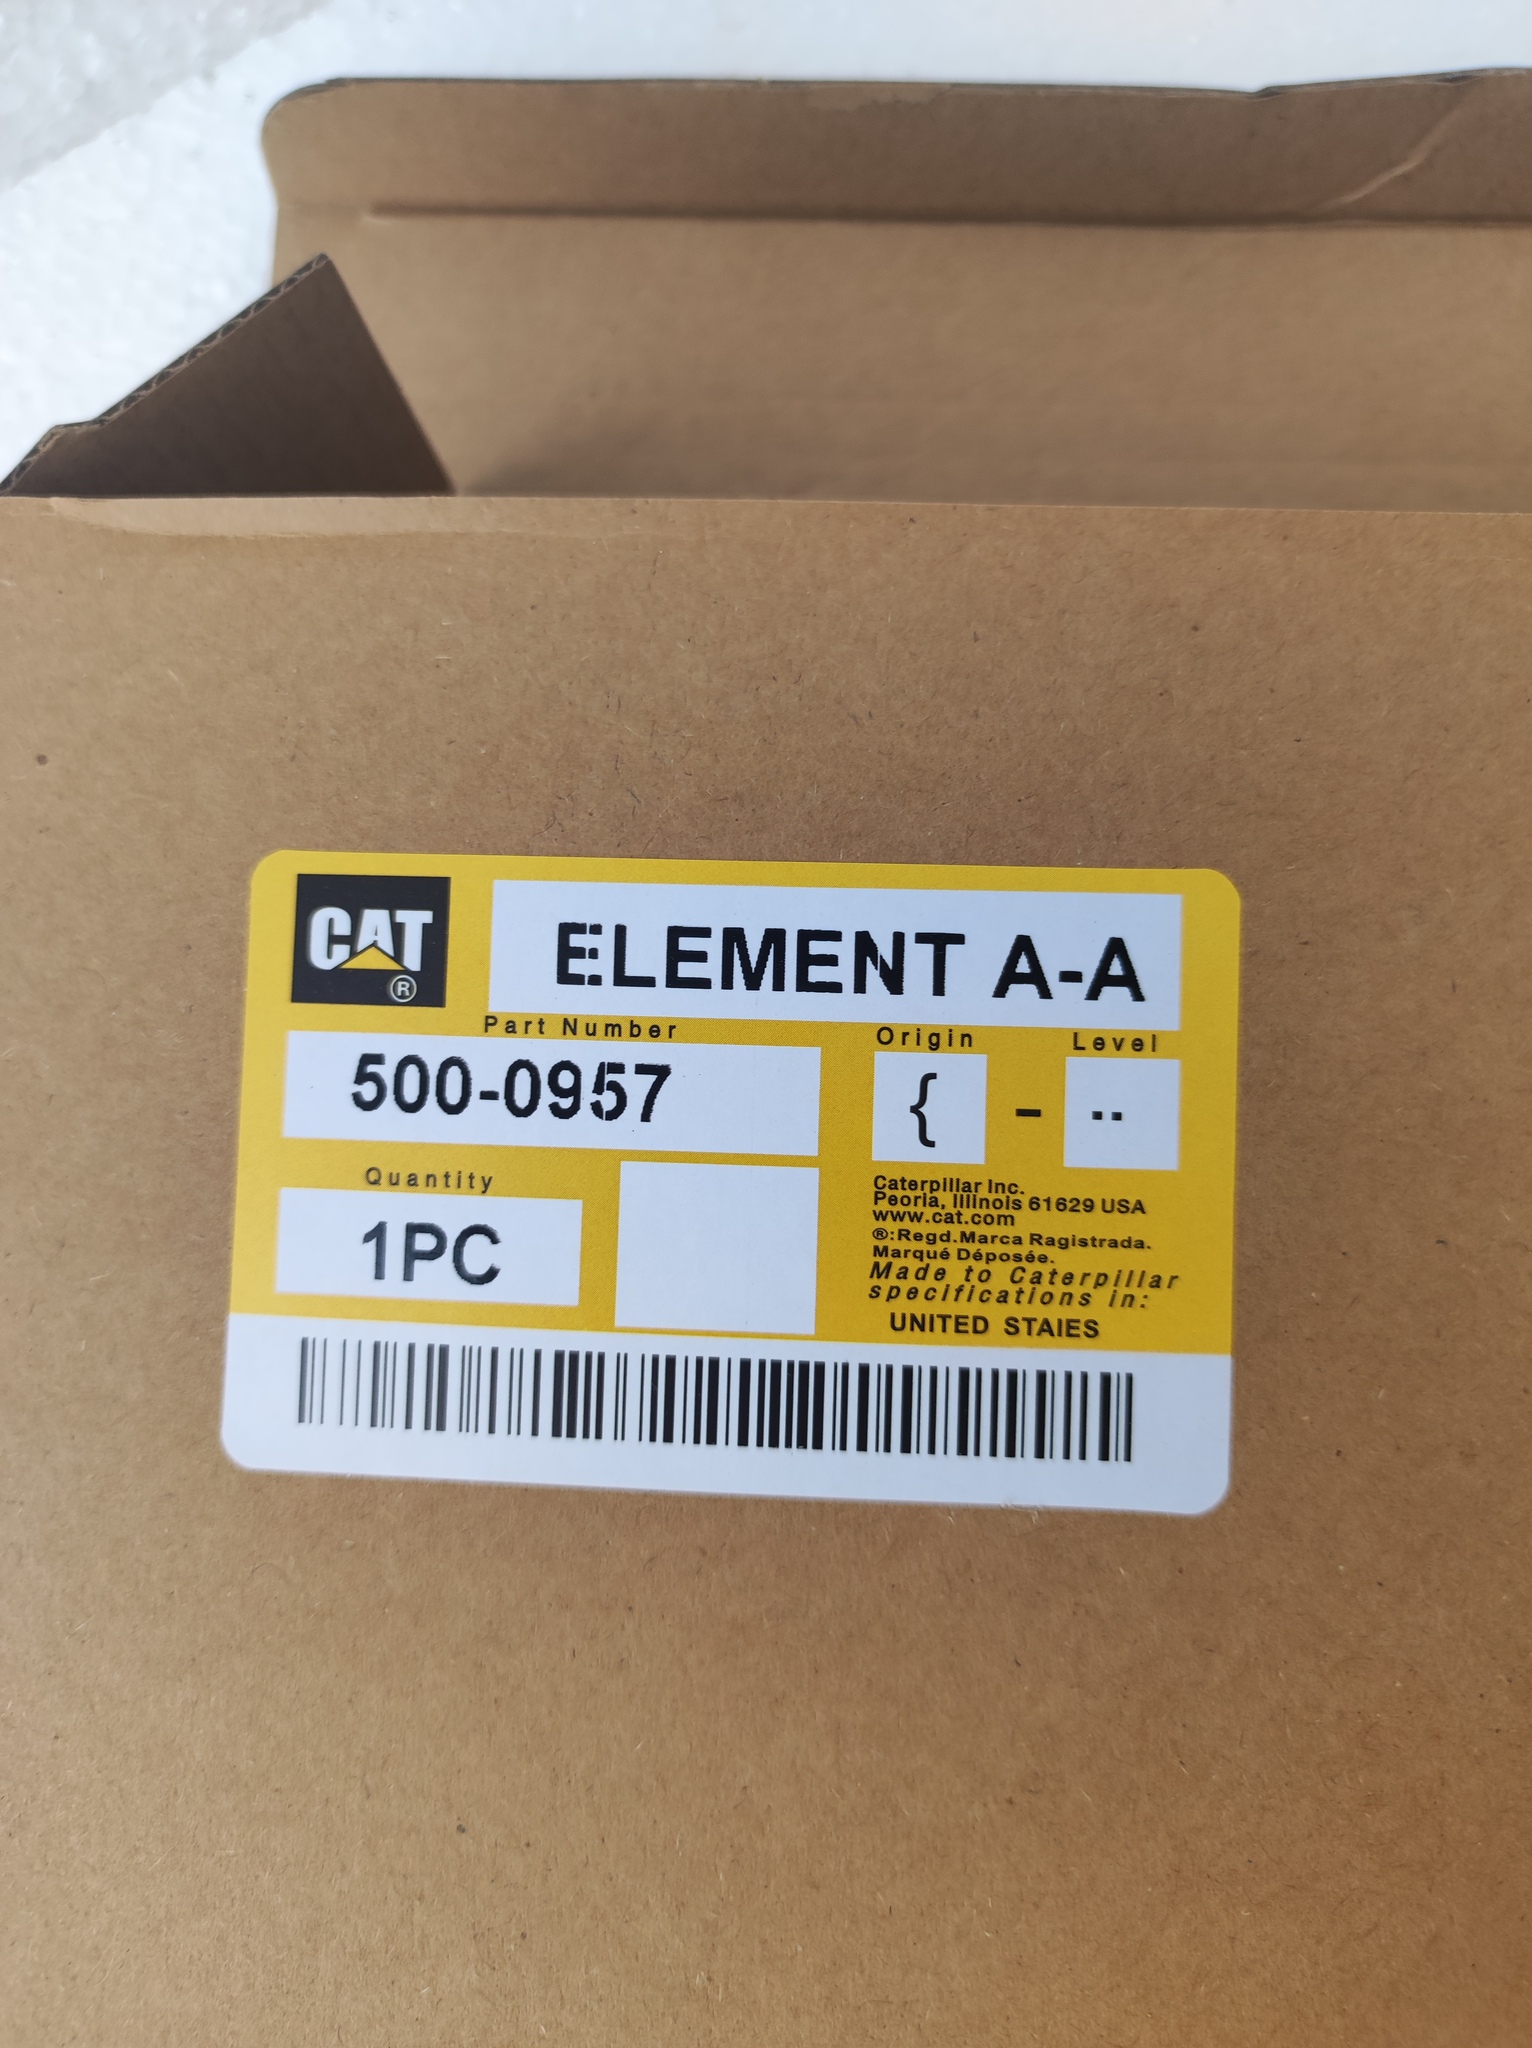 CAT
®
ELEMENT A-A
Part Number
500-0957
Origin
Level
{
-
..
Quantity
1PC
Caterpillar Inc.
Peoria, Illinois 61629 USA
www.cat.com
®:Regd.Marca Ragistrada.
Marqué Déposée.
Made to Caterpillar
specifications in:
UNITED STAIES